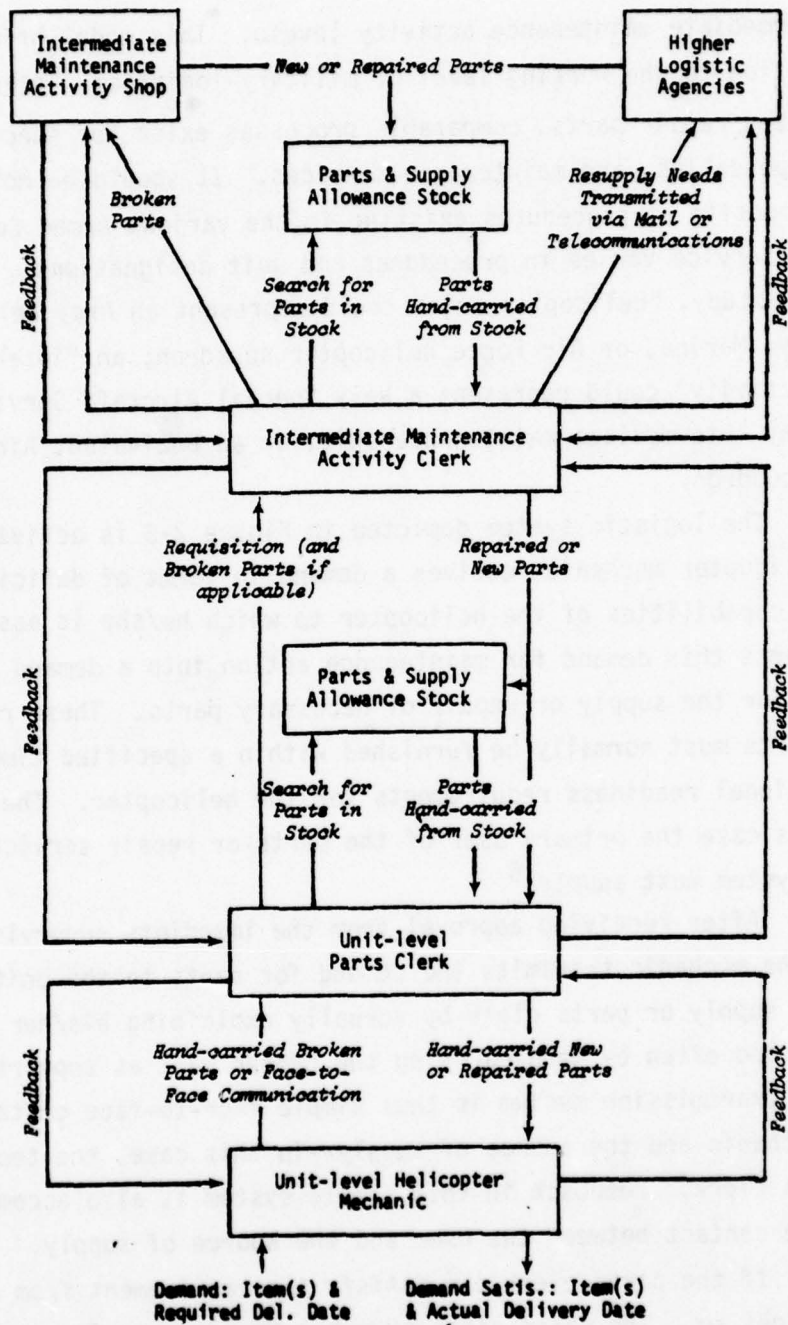 Intermediate
Maintenance
Activity Shop
New or Repaired Parts
Higher
Logistic
Agencies
Parts & Supply
Allowance Stock
Broken
Parts
Resupply Needs
Transmitted
via Mail or
Telecommunications
Feedback
Feedback
Search for
Parts in
Stock
Parts
Hand-carried
from Stock
Intermediate Maintenance
Activity Clerk
Requisition (and
Broken Parts if
applicable)
Repaired or
New Parts
Feedback
Feedback
Parts & Supply
Allowance Stock
Search for
Parts in
Stock
Parts
Hand-carried
from Stock
Unit-level
Parts Clerk
Feedback
Feedback
Hand-carried Broken
Parts or Face-to-
Face Communication
Hand-carried New
or Repaired Parts
Unit-level Helicopter
Mechanic
Demand: Item(s) &
Required Del. Date
Demand Satis.: Item(s)
& Actual Delivery Date